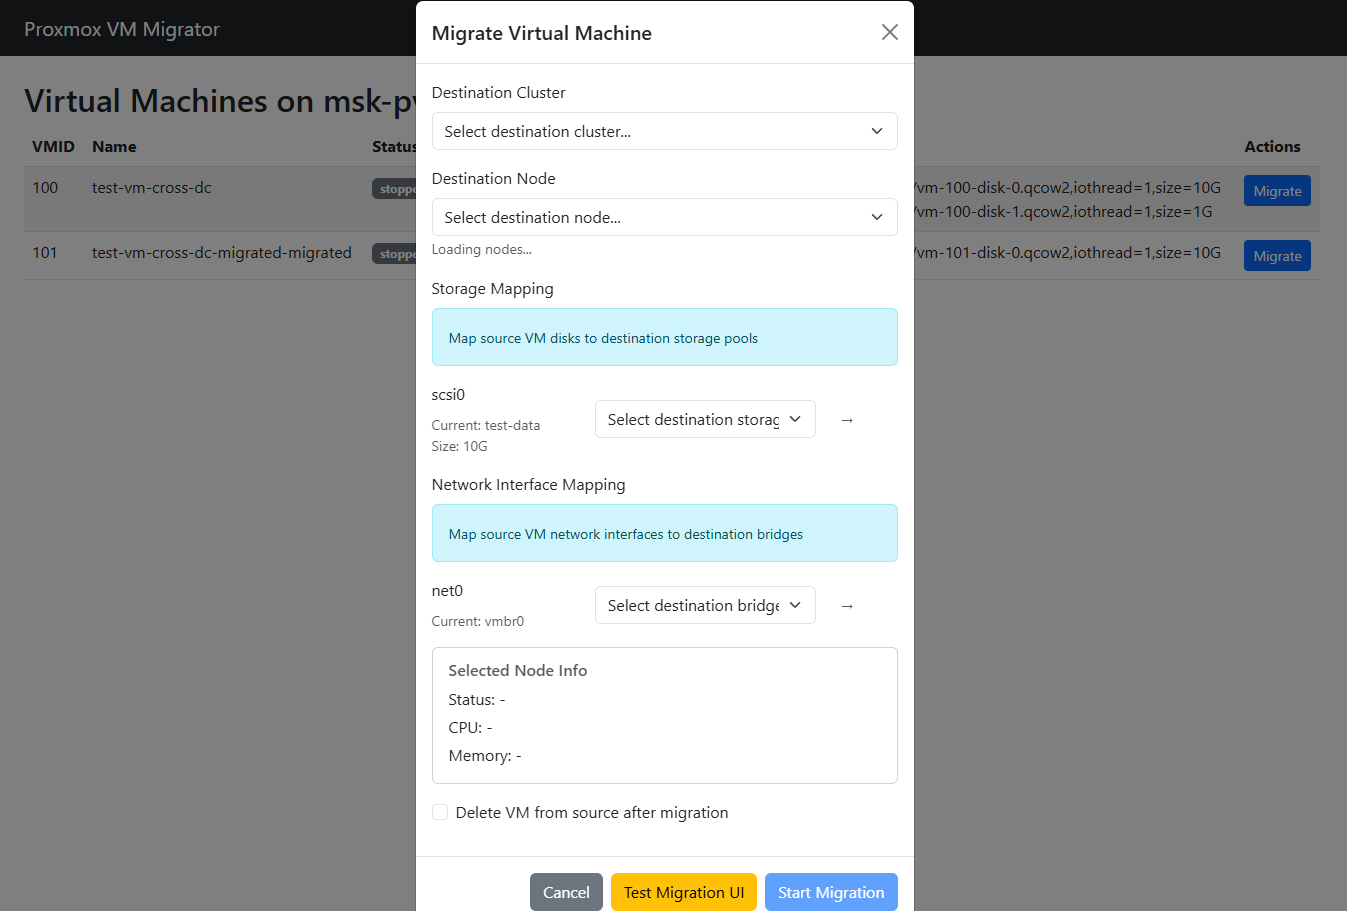 Proxmox VM Migrator
Virtual Machines on msk-pv
VMID Name Status Actions
100 test-vm-cross-dc stoppe /vm-100-disk-0.qcow2,iothread=1,size=10G Migrate
/vm-100-disk-1.qcow2,iothread=1,size=1G
101 test-vm-cross-dc-migrated-migrated stoppe /vm-101-disk-0.qcow2,iothread=1,size=10G Migrate
Migrate Virtual Machine
Destination Cluster
Select destination cluster...
Destination Node
Select destination node...
Loading nodes...
Storage Mapping
Map source VM disks to destination storage pools
scsi0
Current: test-data
Size: 10G
Select destination storag →
Network Interface Mapping
Map source VM network interfaces to destination bridges
net0
Current: vmbr0
Select destination bridge →
Selected Node Info
Status: -
CPU: -
Memory: -
Delete VM from source after migration
Cancel Test Migration UI Start Migration